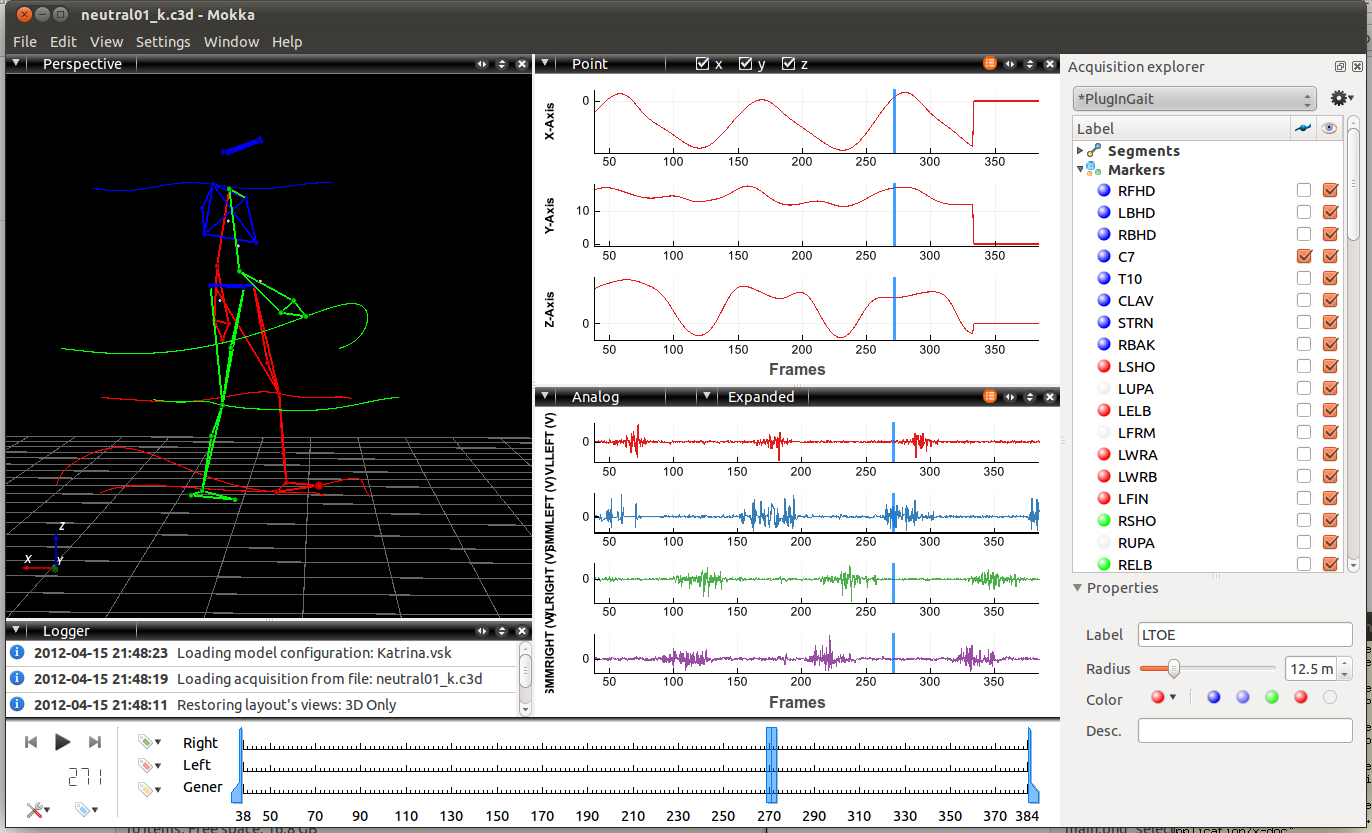 neutral01_k.c3d - Mokka
File Edit View Settings Window Help
Perspective
z
x
Y
Logger
2012-04-15 21:48:23 Loading model configuration: Katrina.vsk
2012-04-15 21:48:19 Loading acquisition from file: neutral01_k.c3d
2012-04-15 21:48:11 Restoring layout's views: 3D Only
Point x y z
X-Axis
0
50 100 150 200 250 300 350
Y-Axis
10
0
50 100 150 200 250 300 350
Z-Axis
0
50 100 150 200 250 300 350
Frames
Analog Expanded
VLLEFT (V)
0
50 100 150 200 250 300 350
SMMLEFT (V)
0
50 100 150 200 250 300 350
VLRIGHT (V)
0
50 100 150 200 250 300 350
SMMRIGHT (V)
0
50 100 150 200 250 300 350
Frames
Acquisition explorer
*PlugInGait
Label
Segments
Markers
RFHD
LBHD
RBHD
C7
T10
CLAV
STRN
RBAK
LSHO
LUPA
LELB
LFRM
LWRA
LWRB
LFIN
RSHO
RUPA
RELB
Properties
Label LTOE
Radius 12.5 m
Color
Desc.
271
Right
Left
Gener
38 50 70 90 110 130 150 170 190 210 230 250 270 290 310 330 350 370 384
10 items, Free space: 16.8 GB